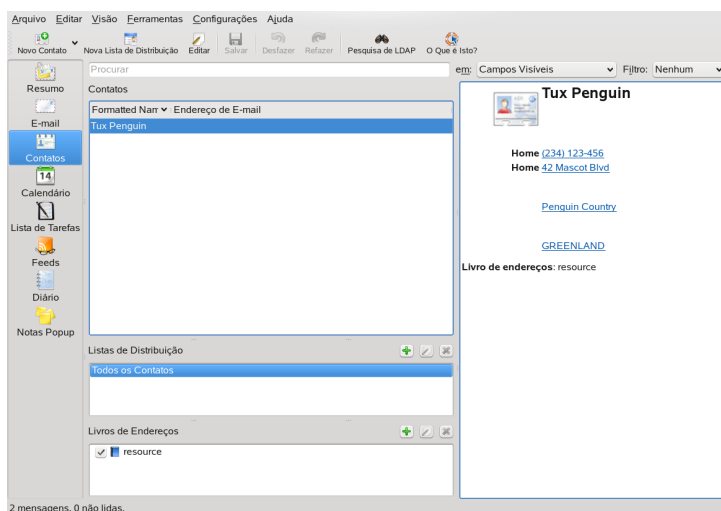 Arquivo Editar Visão Ferramentas Configurações Ajuda
Novo Contato Nova Lista de Distribuição Editar Salvar Desfazer Refazer Pesquisa de LDAP O Que é Isto?
Procurar em: Campos Visíveis Filtro: Nenhum
Resumo
E-mail
Contatos
14
Calendário
Lista de Tarefas
Feeds
Diário
Notas Popup
Contatos
Formatted Nam Endereço de E-mail
Tux Penguin
Listas de Distribuição
Todos os Contatos
Livros de Endereços
resource
Tux Penguin
Home (234) 123-456
Home 42 Mascot Blvd
Penguin Country
GREENLAND
Livro de endereços: resource
2 mensagens, 0 não lidas.